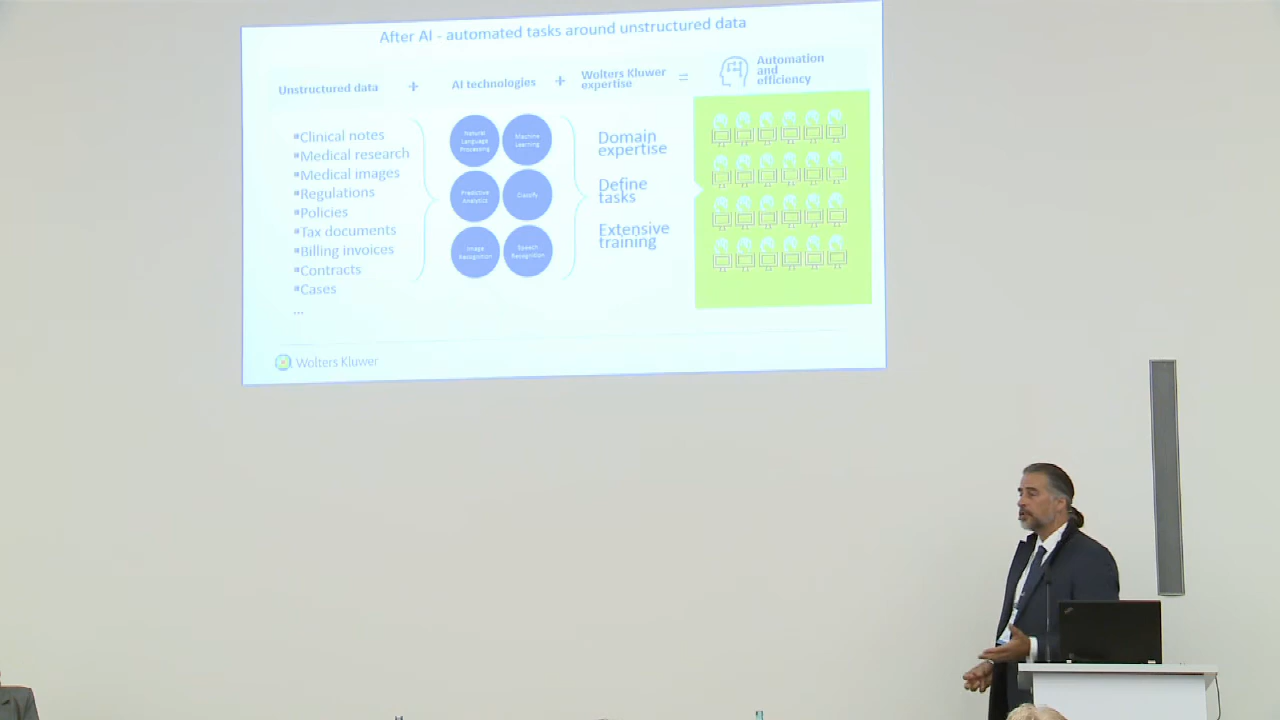 After AI - automated tasks around unstructured data
Unstructured data
+
AI technologies
+
Wolters Kluwer
expertise
=
Automation
and
efficiency
Clinical notes
Medical research
Medical images
Regulations
Policies
Tax documents
Billing invoices
Contracts
Cases
...
Natural
Language
Processing
Machine
Learning
Predictive
Analytics
Classify
Image
Recognition
Speech
Recognition
Domain
expertise
Define
tasks
Extensive
training
Wolters Kluwer